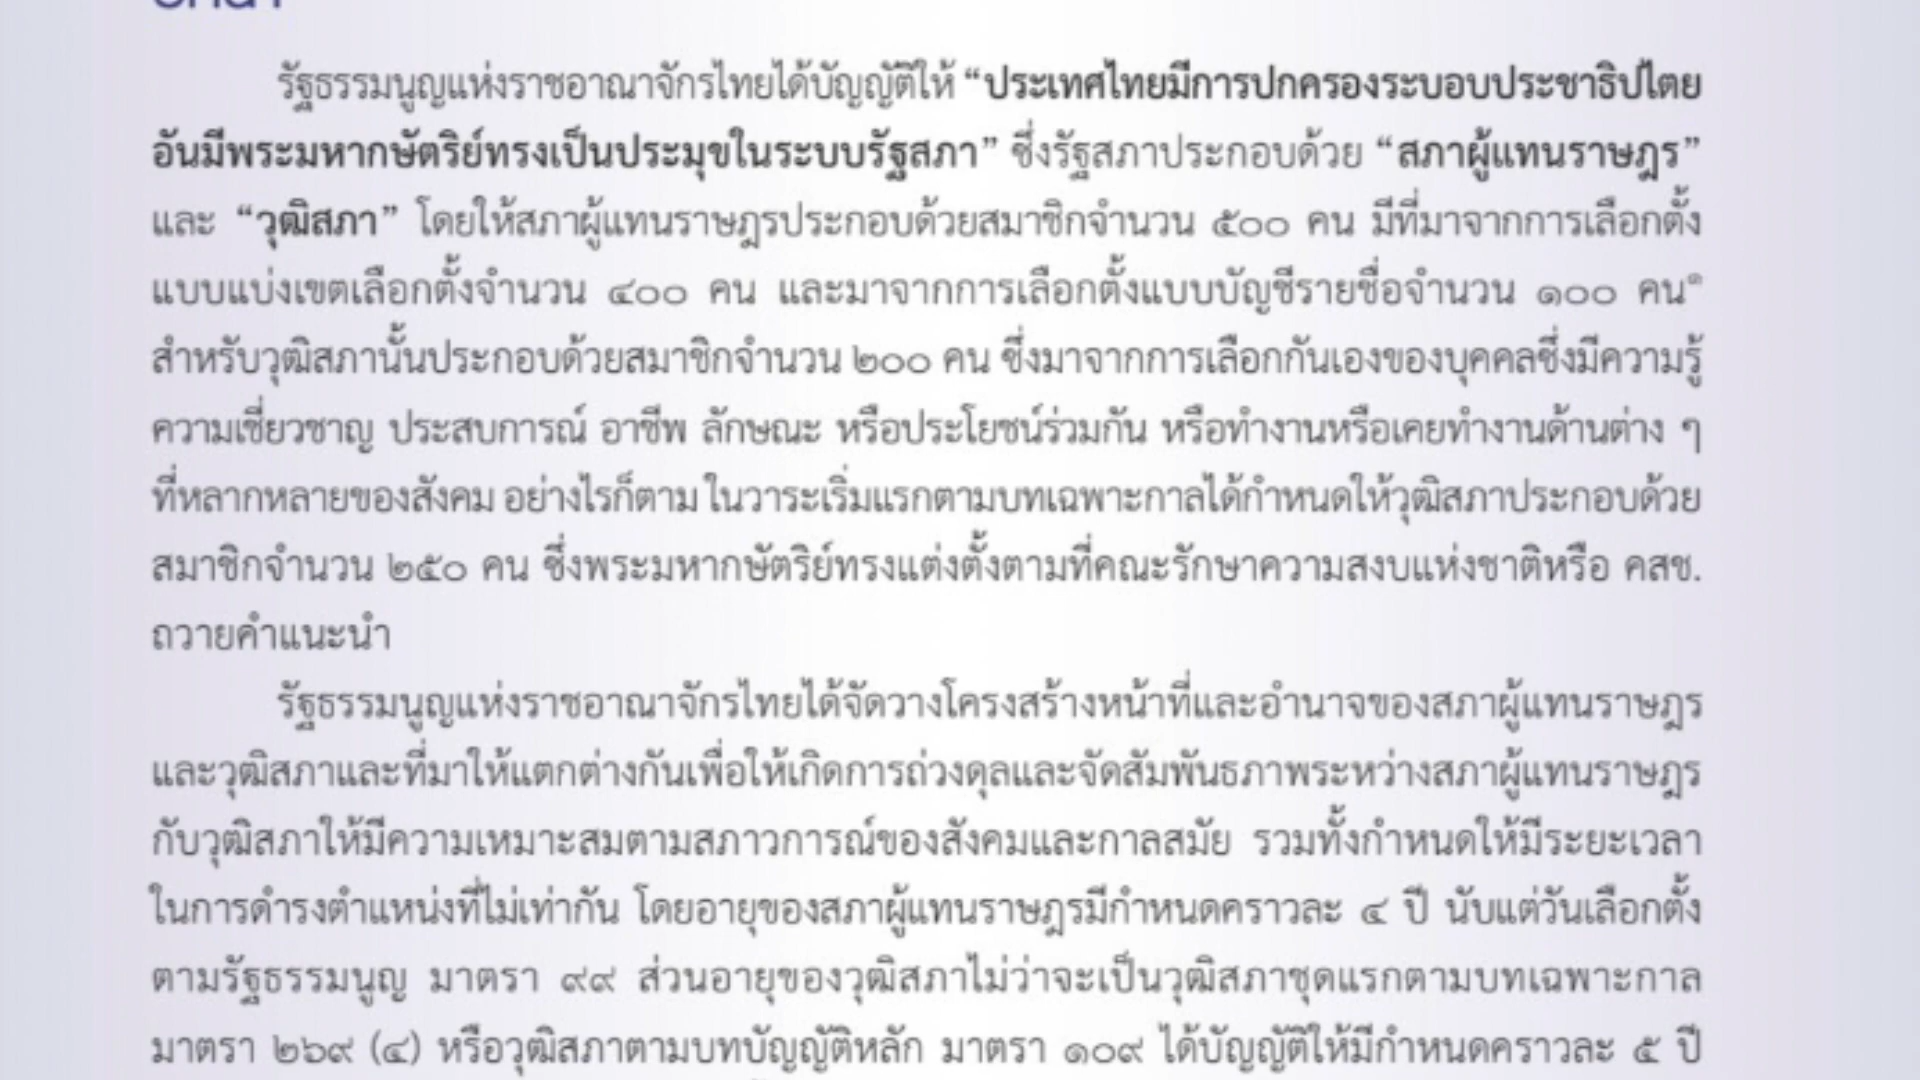 รัฐธรรมนูญแห่งราชอาณาจักรไทยได้บัญญัติให้ “ประเทศไทยมีการปกครองระบอบประชาธิปไตย
อันมีพระมหากษัตริย์ทรงเป็นประมุขในระบบรัฐสภา” ซึ่งรัฐสภาประกอบด้วย “สภาผู้แทนราษฎร”
และ “วุฒิสภา” โดยให้สภาผู้แทนราษฎรประกอบด้วยสมาชิกจำนวน ๕๐๐ คน มีที่มาจากการเลือกตั้ง
แบบแบ่งเขตเลือกตั้งจำนวน ๔๐๐ คน และมาจากการเลือกตั้งแบบบัญชีรายชื่อจำนวน ๑๐๐ คน๑
สำหรับวุฒิสภานั้นประกอบด้วยสมาชิกจำนวน ๒๐๐ คน ซึ่งมาจากการเลือกกันเองของบุคคลซึ่งมีความรู้
ความเชี่ยวชาญ ประสบการณ์ อาชีพ ลักษณะ หรือประโยชน์ร่วมกัน หรือทำงานหรือเคยทำงานด้านต่าง ๆ
ที่หลากหลายของสังคม อย่างไรก็ตาม ในวาระเริ่มแรกตามบทเฉพาะกาลได้กำหนดให้วุฒิสภาประกอบด้วย
สมาชิกจำนวน ๒๕๐ คน ซึ่งพระมหากษัตริย์ทรงแต่งตั้งตามที่คณะรักษาความสงบแห่งชาติหรือ คสช.
ถวายคำแนะนำ
รัฐธรรมนูญแห่งราชอาณาจักรไทยได้จัดวางโครงสร้างหน้าที่และอำนาจของสภาผู้แทนราษฎร
และวุฒิสภาและที่มาให้แตกต่างกันเพื่อให้เกิดการถ่วงดุลและจัดสัมพันธภาพระหว่างสภาผู้แทนราษฎร
กับวุฒิสภาให้มีความเหมาะสมตามสภาวการณ์ของสังคมและกาลสมัย รวมทั้งกำหนดให้มีระยะเวลา
ในการดำรงตำแหน่งที่ไม่เท่ากัน โดยอายุของสภาผู้แทนราษฎรมีกำหนดคราวละ ๔ ปี นับแต่วันเลือกตั้ง
ตามรัฐธรรมนูญ มาตรา ๙๙ ส่วนอายุของวุฒิสภาไม่ว่าจะเป็นวุฒิสภาชุดแรกตามบทเฉพาะกาล
มาตรา ๒๖๙ (๔) หรือวุฒิสภาตามบทบัญญัติหลัก มาตรา ๑๐๙ ได้บัญญัติให้มีกำหนดคราวละ ๕ ปี